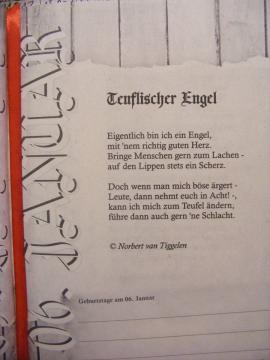 Teuflischer Engel
Eigentlich bin ich ein Engel,
mit 'nem richtig guten Herz.
Bringe Menschen gern zum Lachen -
auf den Lippen stets ein Scherz.
Doch wenn man mich böse ärgert -
Leute, dann nehmt euch in Acht! -,
kann ich mich zum Teufel ändern,
führe dann auch gern 'ne Schlacht.
© Norbert van Tiggelen
Geburtstage am 06. Januar
06. JANUAR